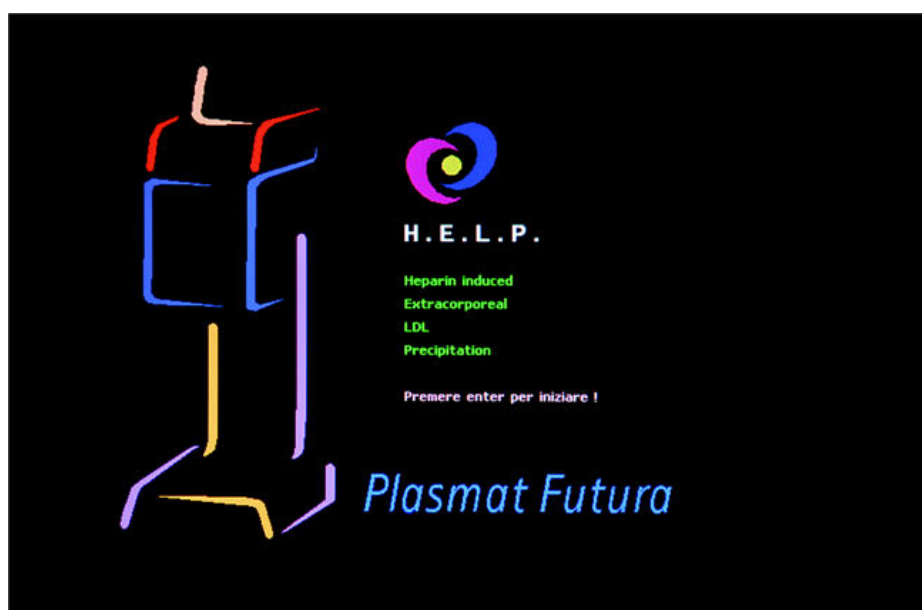 H.E.L.P.
Heparin induced
Extracorporeal
LDL
Precipitation
Premere enter per iniziare !
Plasmat Futura